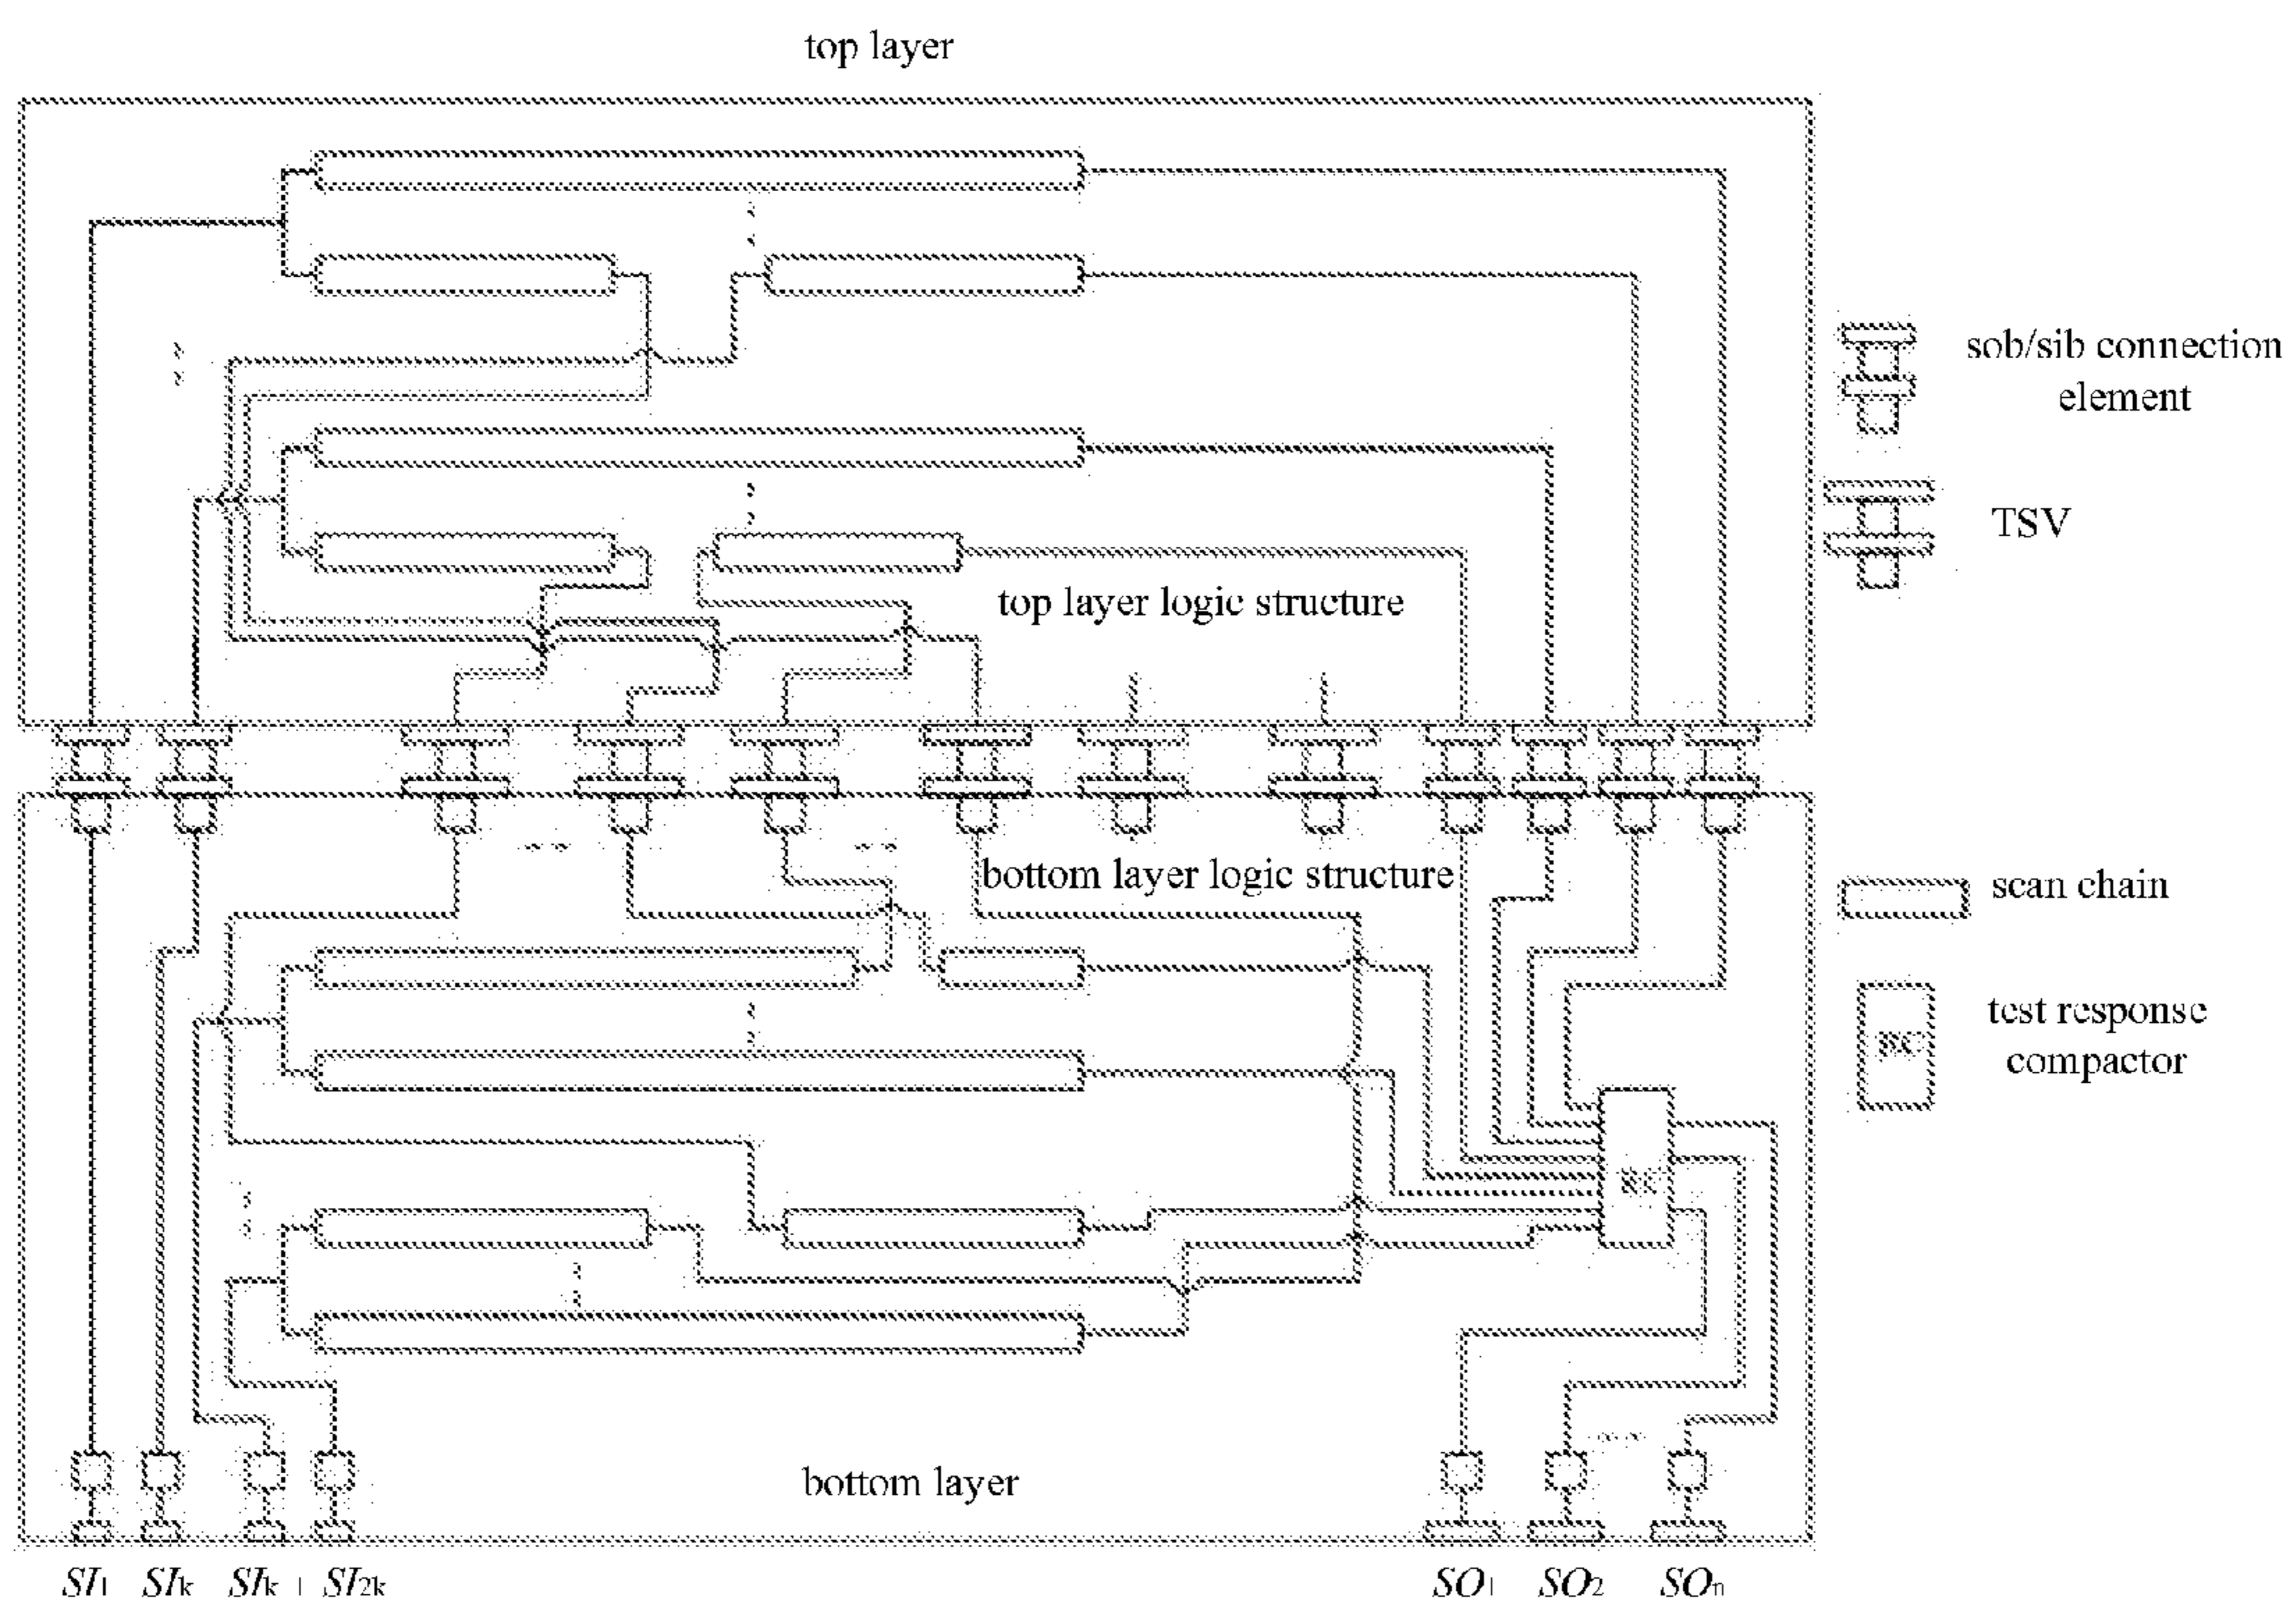 top layer
sob/sib connection
element
TSV
top layer logic structure
bottom layer logic structure
scan chain
test response
compactor
bottom layer
SI1 SIk SIk+1 SI2k SO1 SO2 SOn